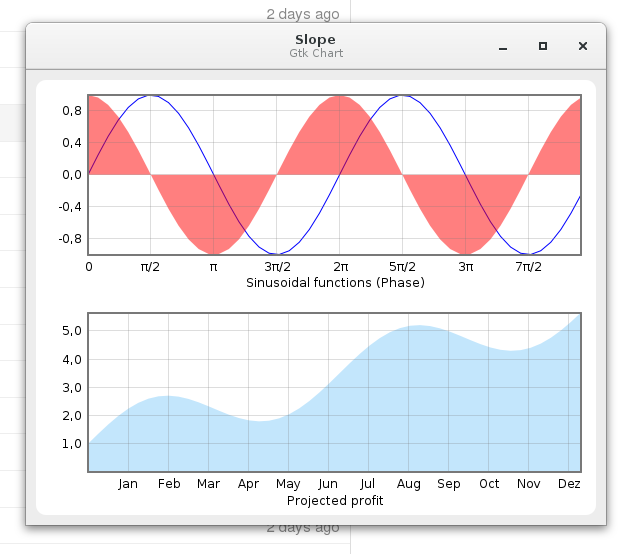 2 days ago
Slope
Gtk Chart
0,8
0,4
0,0
-0,4
-0,8
0 π/2 π 3π/2 2π 5π/2 3π 7π/2
Sinusoidal functions (Phase)
5,0
4,0
3,0
2,0
1,0
Jan Feb Mar Apr May Jun Jul Aug Sep Oct Nov Dez
Projected profit
2 days ago